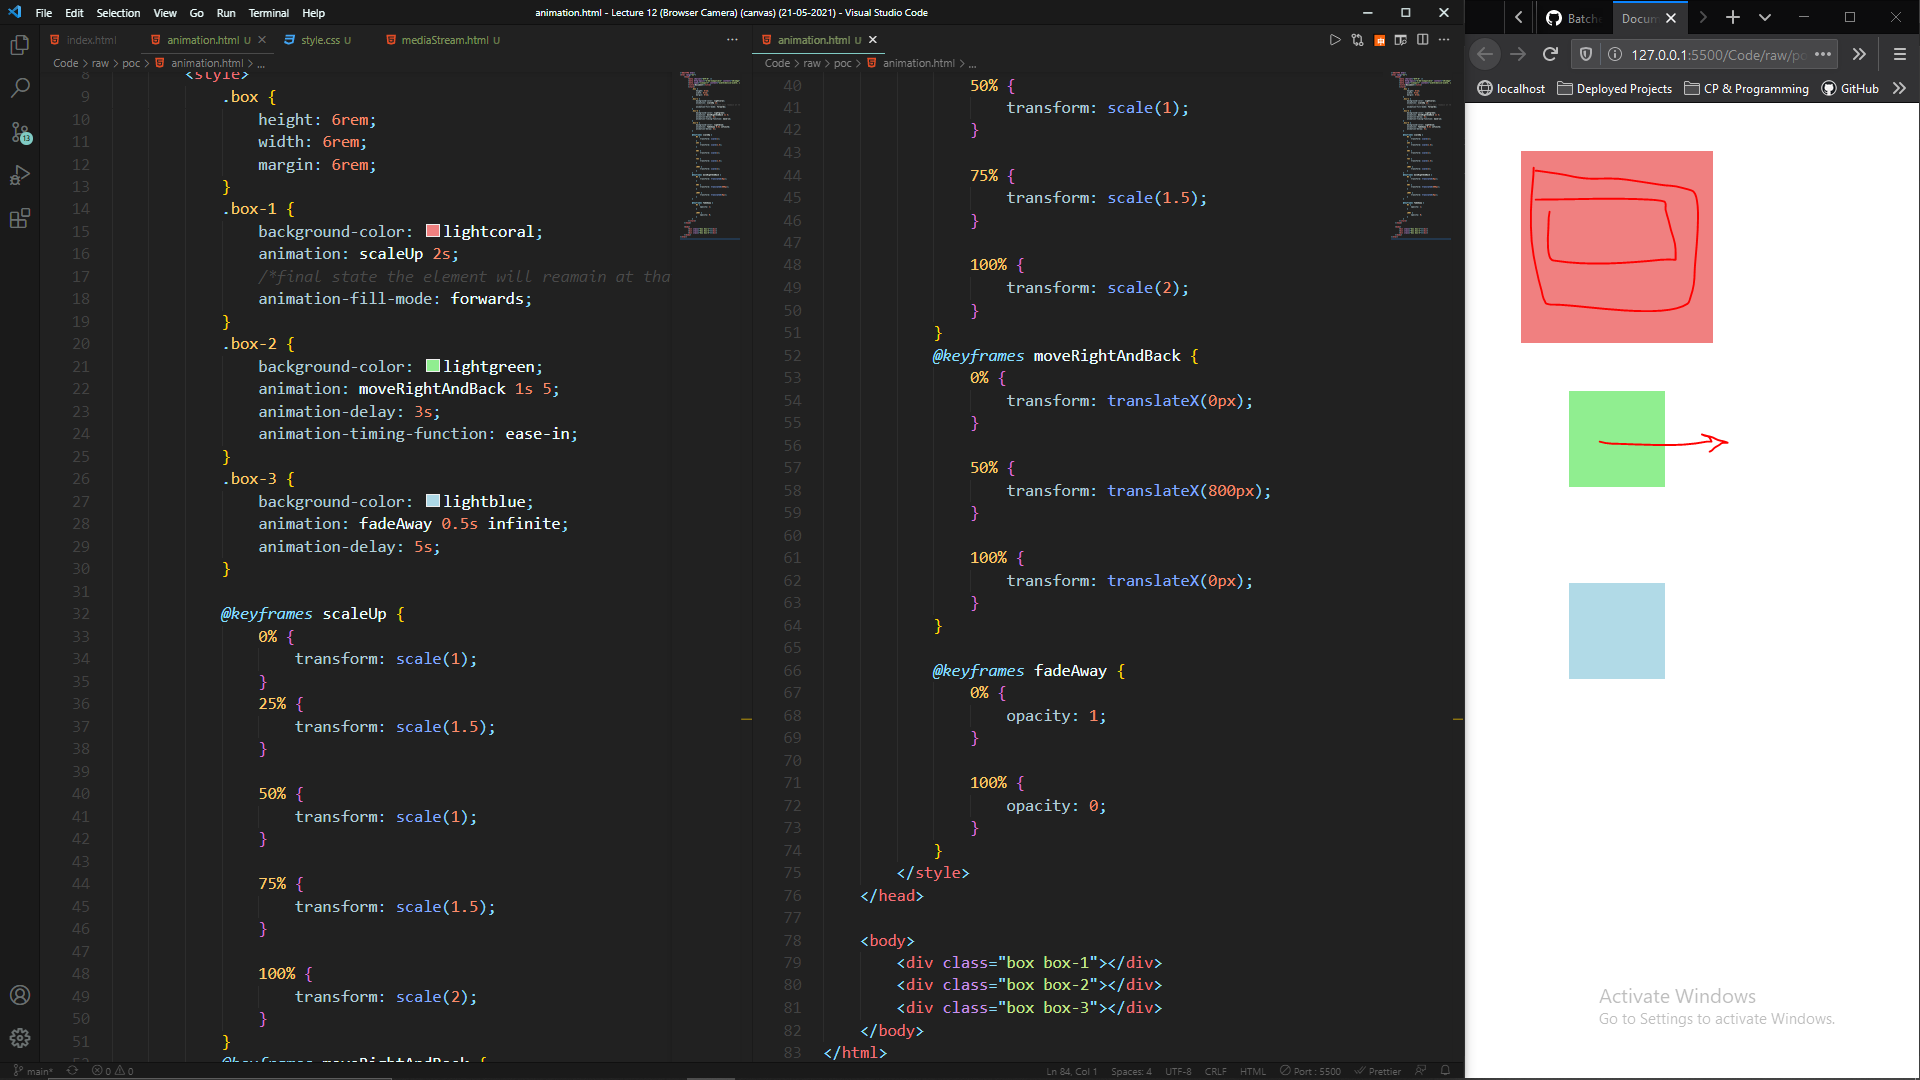 File Edit Selection View Go Run Terminal Help
animation.html - Lecture 12 (Browser Camera) (canvas) (21-05-2021) - Visual Studio Code
index.html
animation.html U
style.css U
mediaStream.html U
Code > raw > poc > animation.html > ...
8 <style>
9 .box {
10 height: 6rem;
11 width: 6rem;
12 margin: 6rem;
13 }
14 .box-1 {
15 background-color: lightcoral;
16 animation: scaleUp 2s;
17 /*final state the element will reamain at tha
18 animation-fill-mode: forwards;
19 }
20 .box-2 {
21 background-color: lightgreen;
22 animation: moveRightAndBack 1s 5;
23 animation-delay: 3s;
24 animation-timing-function: ease-in;
25 }
26 .box-3 {
27 background-color: lightblue;
28 animation: fadeAway 0.5s infinite;
29 animation-delay: 5s;
30 }
31
32 @keyframes scaleUp {
33 0% {
34 transform: scale(1);
35 }
36 25% {
37 transform: scale(1.5);
38 }
39
40 50% {
41 transform: scale(1);
42 }
43
44 75% {
45 transform: scale(1.5);
46 }
47
48 100% {
49 transform: scale(2);
50 }
51 }
52 @keyframes moveRightAndBack {
animation.html U
Code > raw > poc > animation.html > ...
40 50% {
41 transform: scale(1);
42 }
43
44 75% {
45 transform: scale(1.5);
46 }
47
48 100% {
49 transform: scale(2);
50 }
51 }
52 @keyframes moveRightAndBack {
53 0% {
54 transform: translateX(0px);
55 }
56
57 50% {
58 transform: translateX(800px);
59 }
60
61 100% {
62 transform: translateX(0px);
63 }
64 }
65
66 @keyframes fadeAway {
67 0% {
68 opacity: 1;
69 }
70
71 100% {
72 opacity: 0;
73 }
74 }
75 </style>
76 </head>
77
78 <body>
79 <div class="box box-1"></div>
80 <div class="box box-2"></div>
81 <div class="box box-3"></div>
82 </body>
83 </html>
13
main* 0 0
Ln 84, Col 1 Spaces: 4 UTF-8 CRLF HTML Port : 5500 Prettier
Batch
Docum
127.0.0.1:5500/Code/raw/po
localhost Deployed Projects CP & Programming GitHub
Activate Windows
Go to Settings to activate Windows.